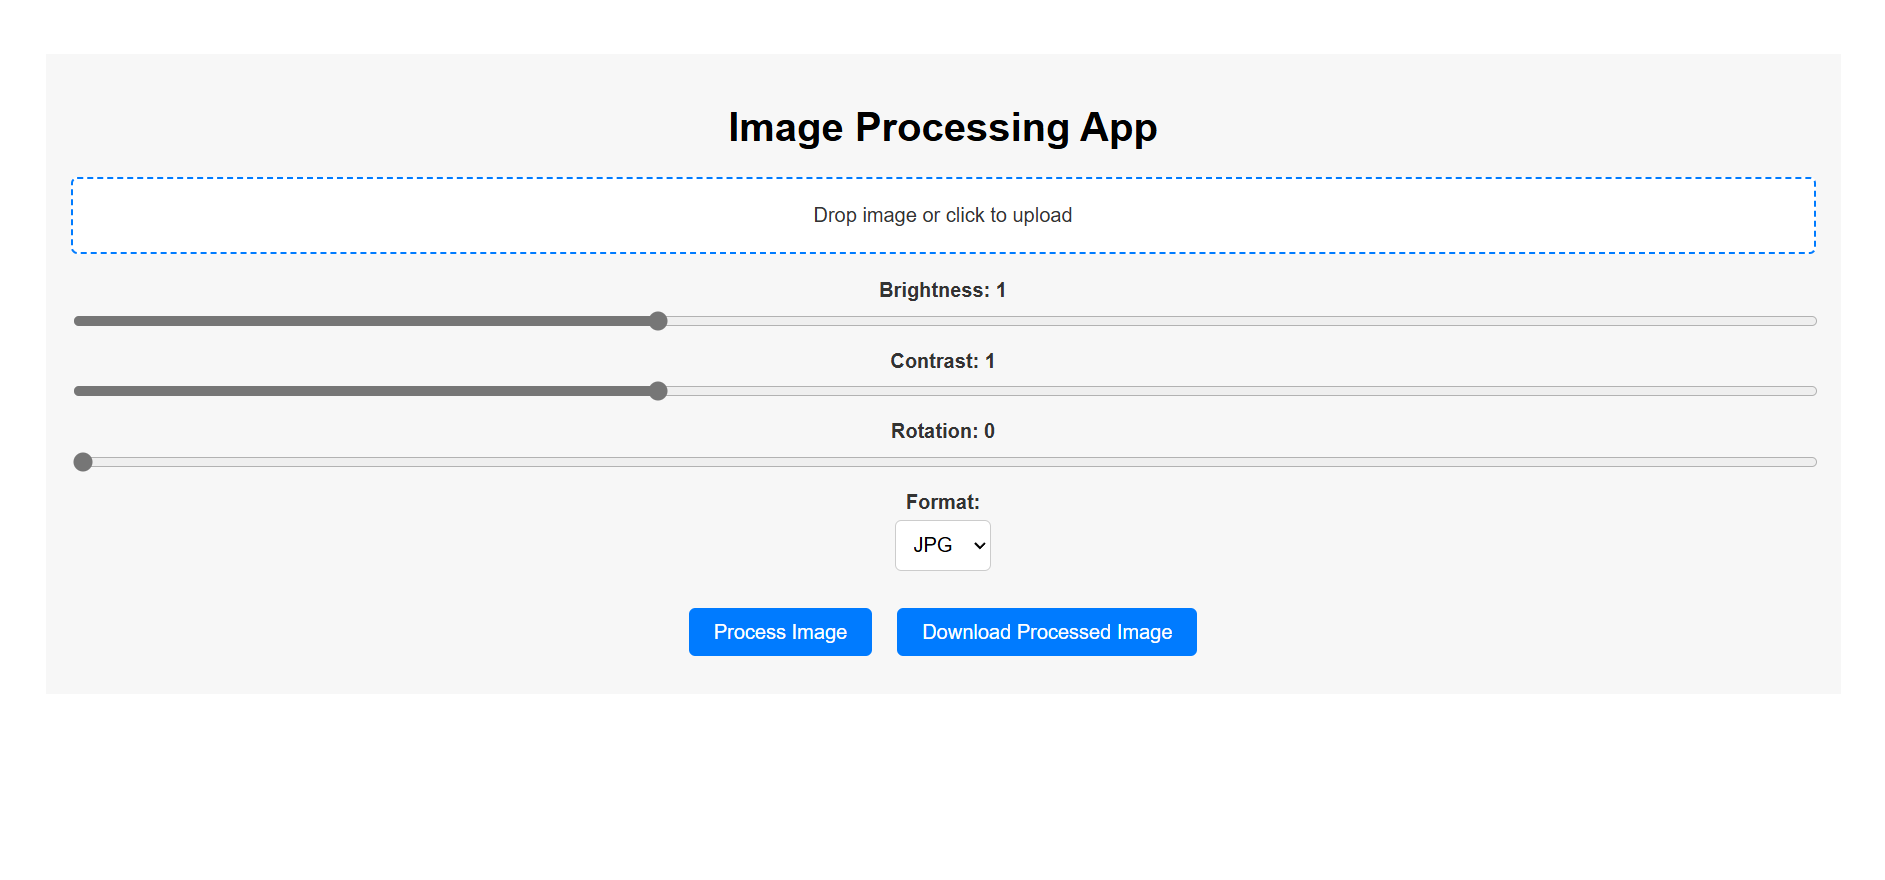 Image Processing App
Drop image or click to upload
Brightness: 1
Contrast: 1
Rotation: 0
Format:
JPG
Process Image
Download Processed Image